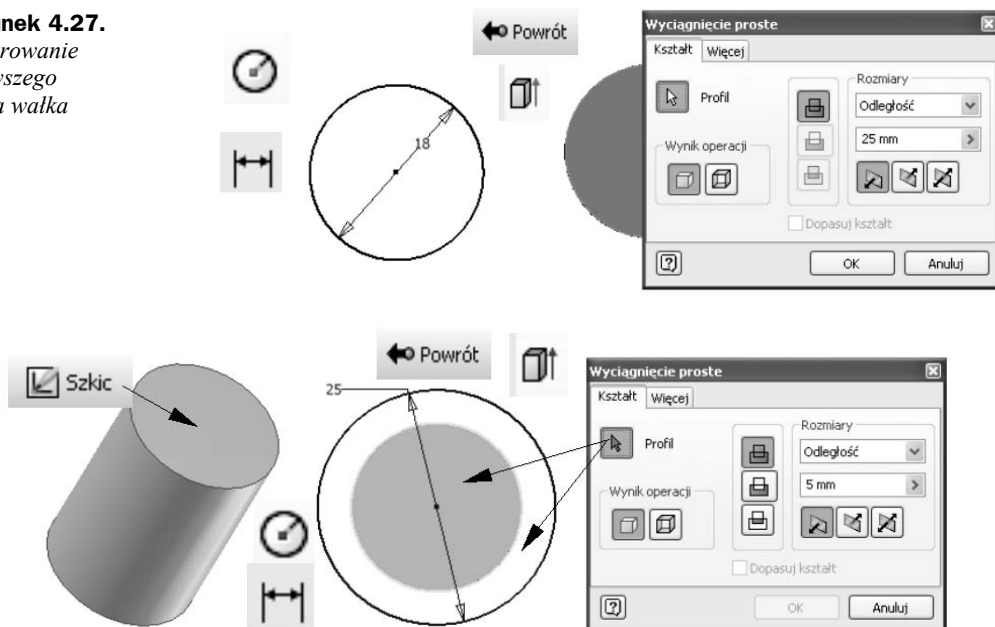 unek 4.27.
rowanie
wszego
a wałka
Powrót
18
Wyciągnięcie proste
Kształt Więcej
Profil
Wynik operacji
Rozmiary
Odległość
25 mm
Dopasuj kształt
OK Anuluj
Szkic
Powrót
25
Wyciągnięcie proste
Kształt Więcej
Profil
Wynik operacji
Rozmiary
Odległość
5 mm
Dopasuj kształt
OK Anuluj